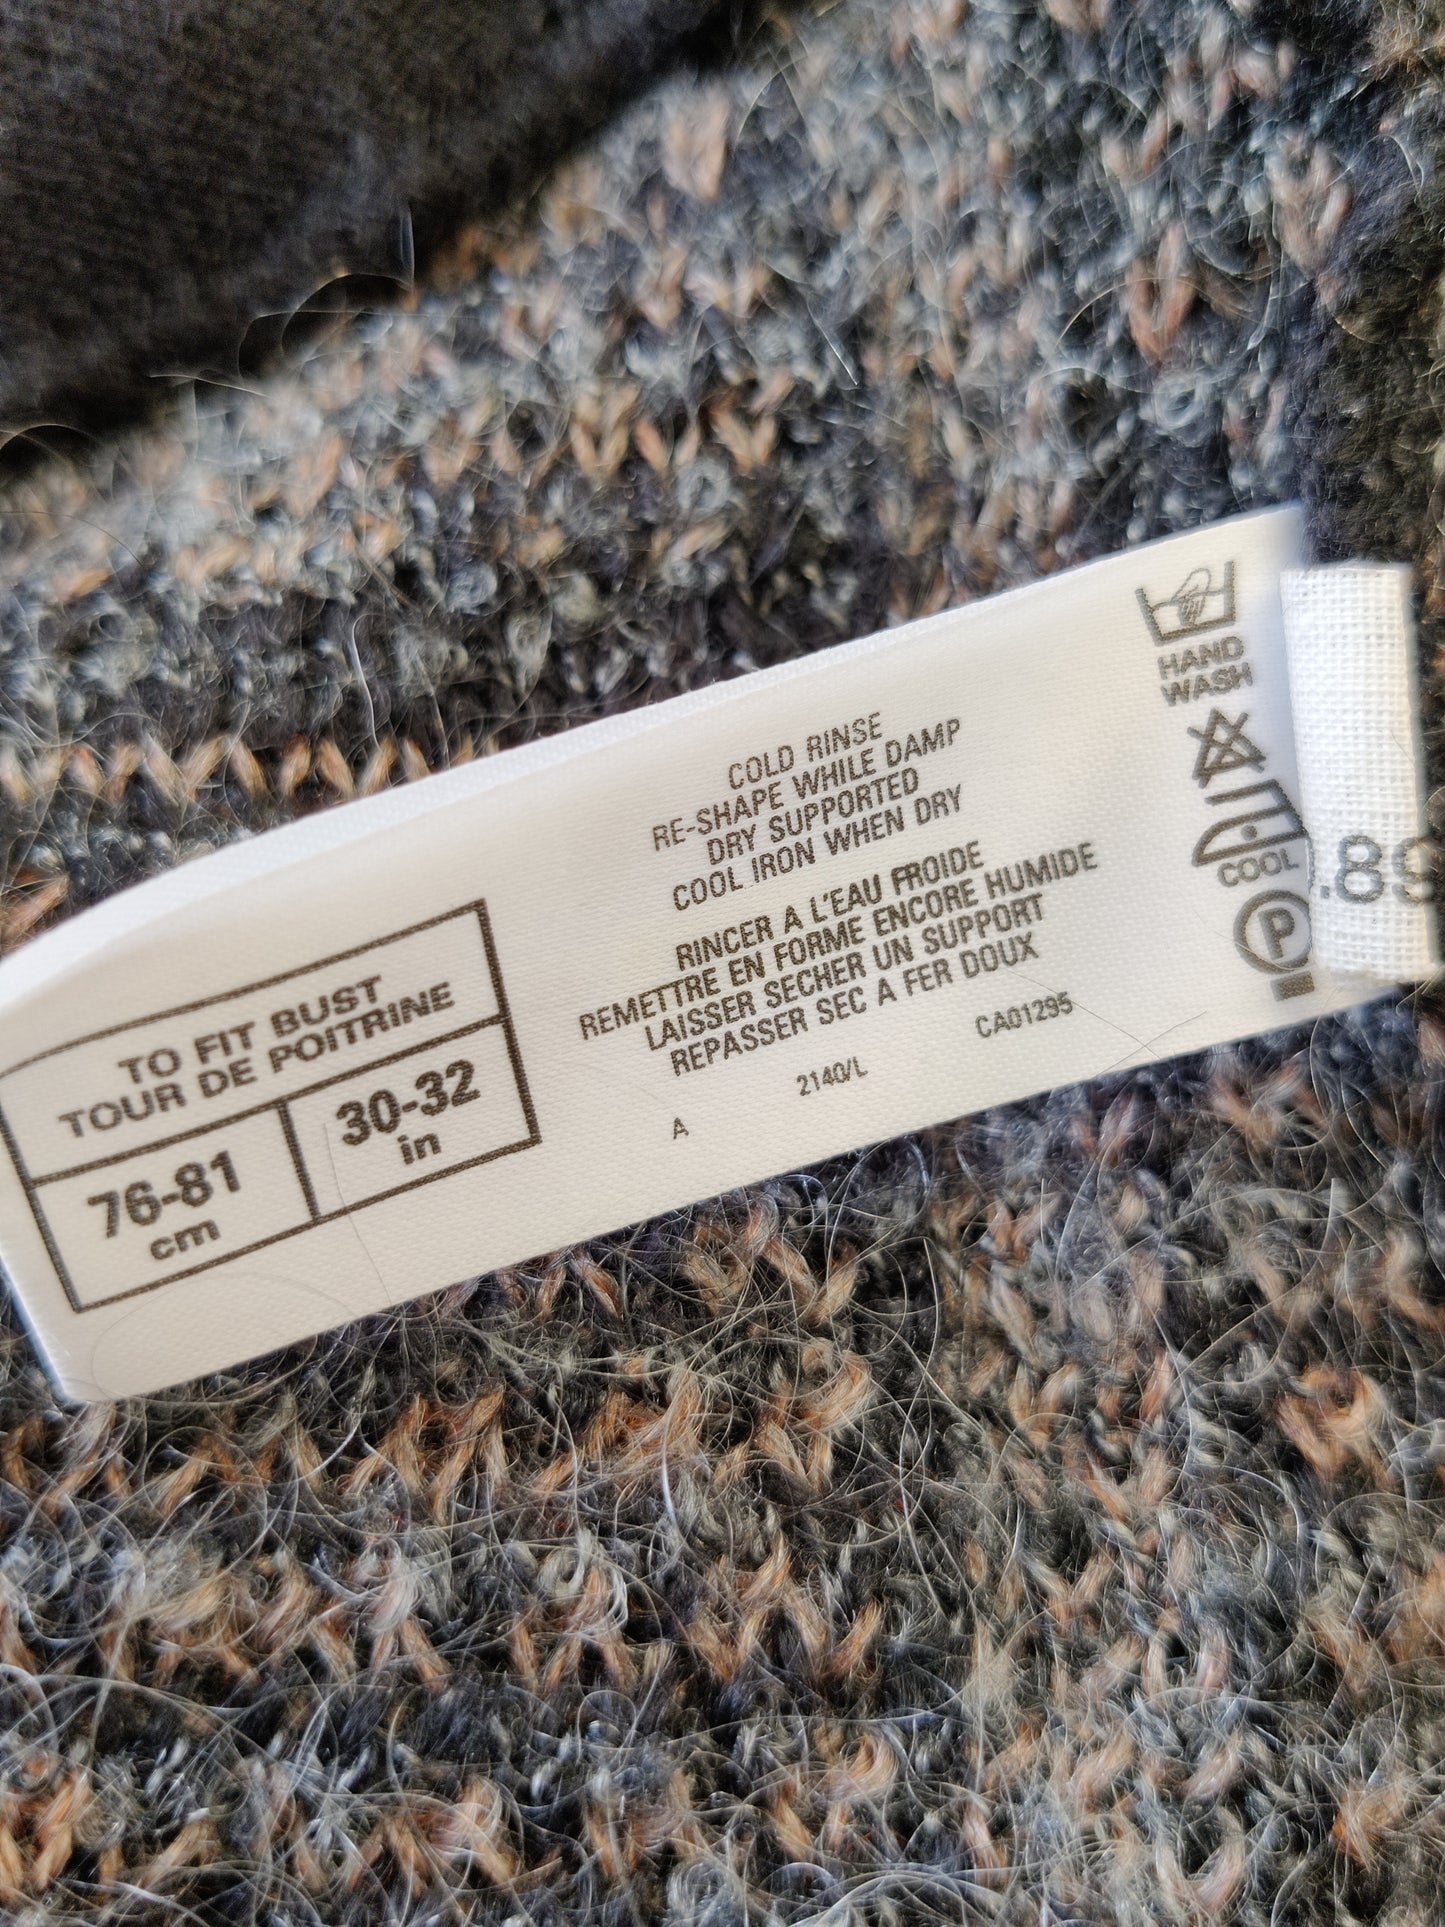 TO FIT BUST
TOUR DE POITRINE
76-81
cm
30-32
in
COLD RINSE
RE-SHAPE WHILE DAMP
DRY SUPPORTED
COOL IRON WHEN DRY
RINCER A L'EAU FROIDE
REMETTRE EN FORME ENCORE HUMIDE
LAISSER SECHER UN SUPPORT
REPASSER SEC A FER DOUX
CA01295
2140/L
A
HAND
WASH
COOL
P